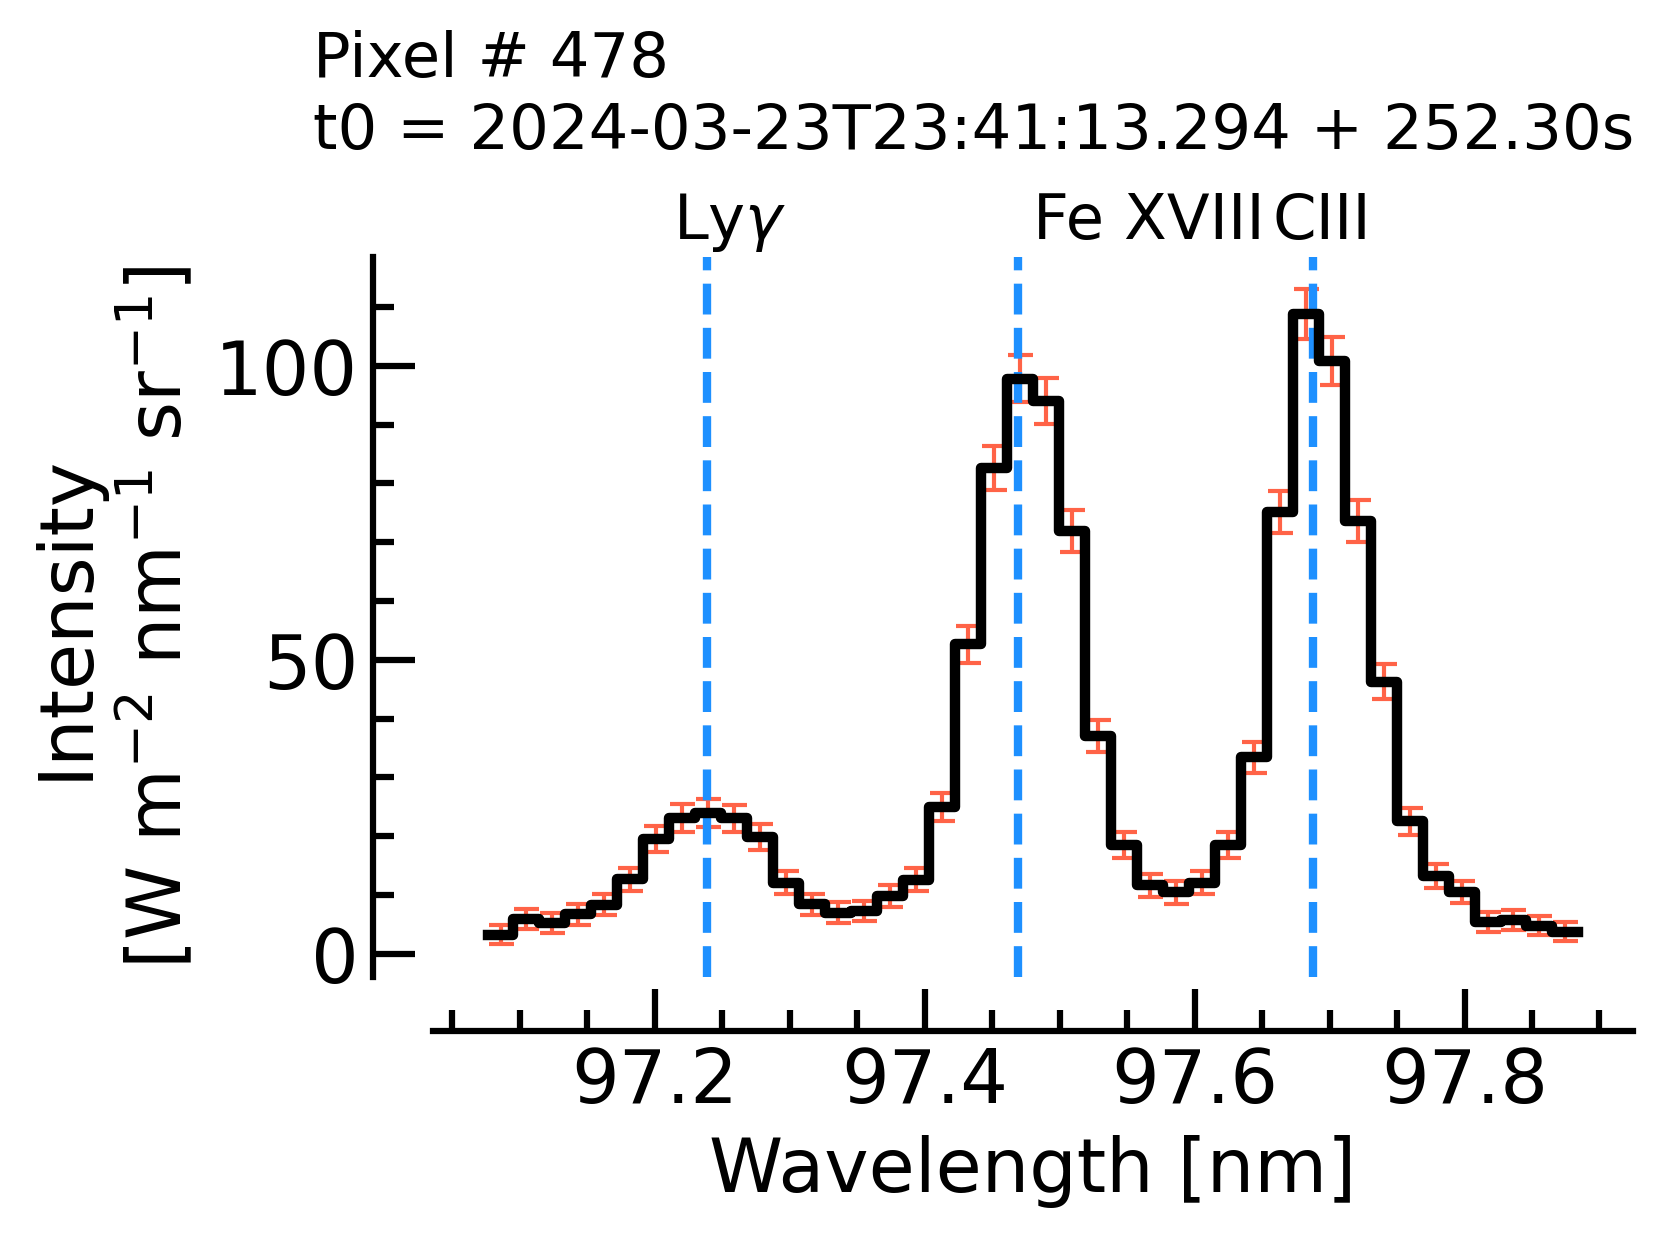 Pixel # 478
t0 = 2024-03-23T23:41:13.294 + 252.30s
Lyγ Fe XVIII CIII
Intensity
[W m⁻² nm⁻¹ sr⁻¹]
100
50
0
97.2 97.4 97.6 97.8
Wavelength [nm]